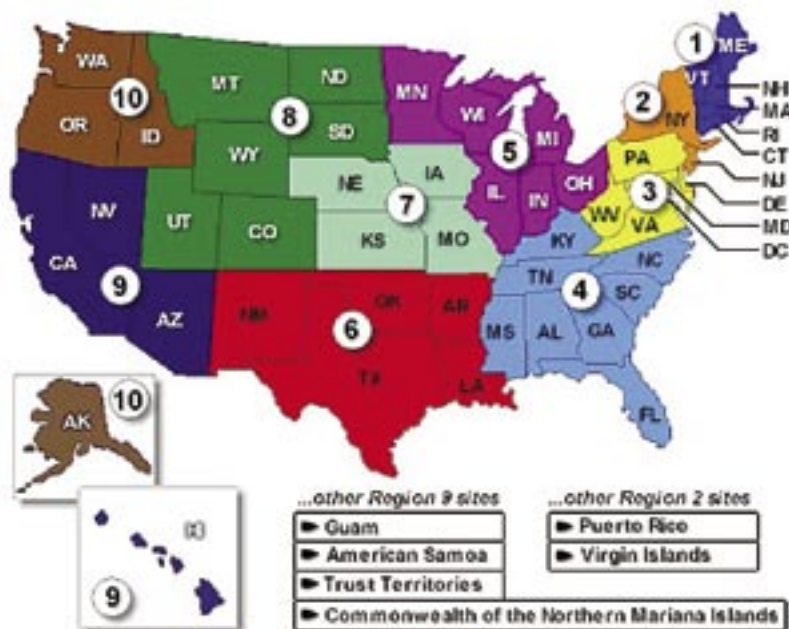 1
ME
WA
VT
MT
ND
NH
10
MN
2
MA
8
WI
NY
RI
OR
ID
SD
MI
CT
5
WY
PA
NJ
IA
3
DE
NE
OH
IL
IN
MD
NV
7
WV
VA
UT
CO
DC
KS
MO
KY
CA
NC
TN
9
4
OK
SC
AZ
NM
AR
6
MS
AL
GA
TX
LA
10
FL
AK
...other Region 9 sites
Guam
American Samoa
Trust Territories
Commonwealth of the Northern Mariana Islands
...other Region 2 sites
Puerto Rico
Virgin Islands
9